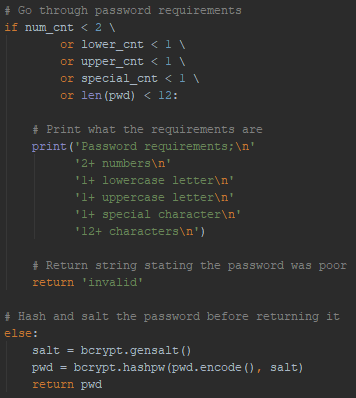 # Go through password requirements
if num_cnt < 2 \
        or lower_cnt < 1 \
        or upper_cnt < 1 \
        or special_cnt < 1 \
        or len(pwd) < 12:
    # Print what the requirements are
    print('Password requirements;\n'
          '2+ numbers\n'
          '1+ lowercase letter\n'
          '1+ uppercase letter\n'
          '1+ special character\n'
          '12+ characters\n')
    # Return string stating the password was poor
    return 'invalid'
# Hash and salt the password before returning it
else:
    salt = bcrypt.gensalt()
    pwd = bcrypt.hashpw(pwd.encode(), salt)
    return pwd